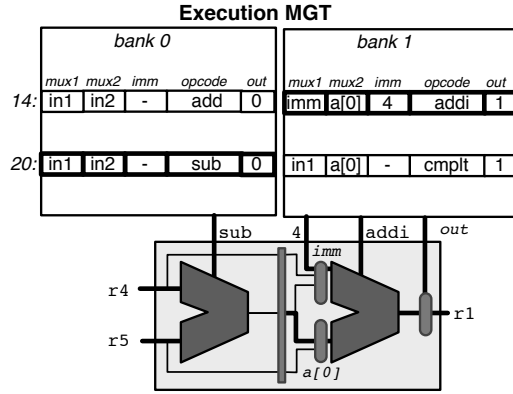 Execution MGT
bank 0
bank 1
mux1 mux2 imm opcode out
mux1 mux2 imm opcode out
14: in1 in2 - add 0
imm a[0] 4 addi 1
20: in1 in2 - sub 0
in1 a[0] - cmplt 1
sub 4 addi out
imm
r4
r1
r5
a[0]